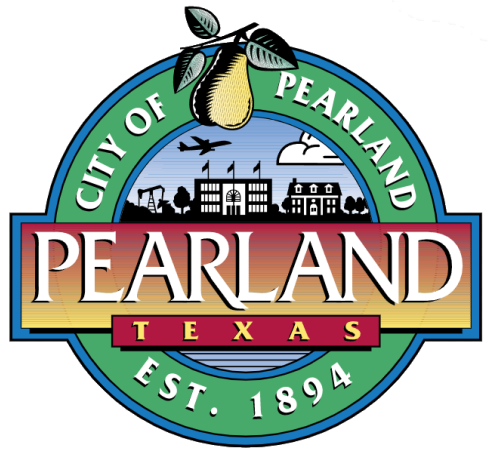 CITY OF PEARLAND
PEARLAND
TEXAS
EST. 1894